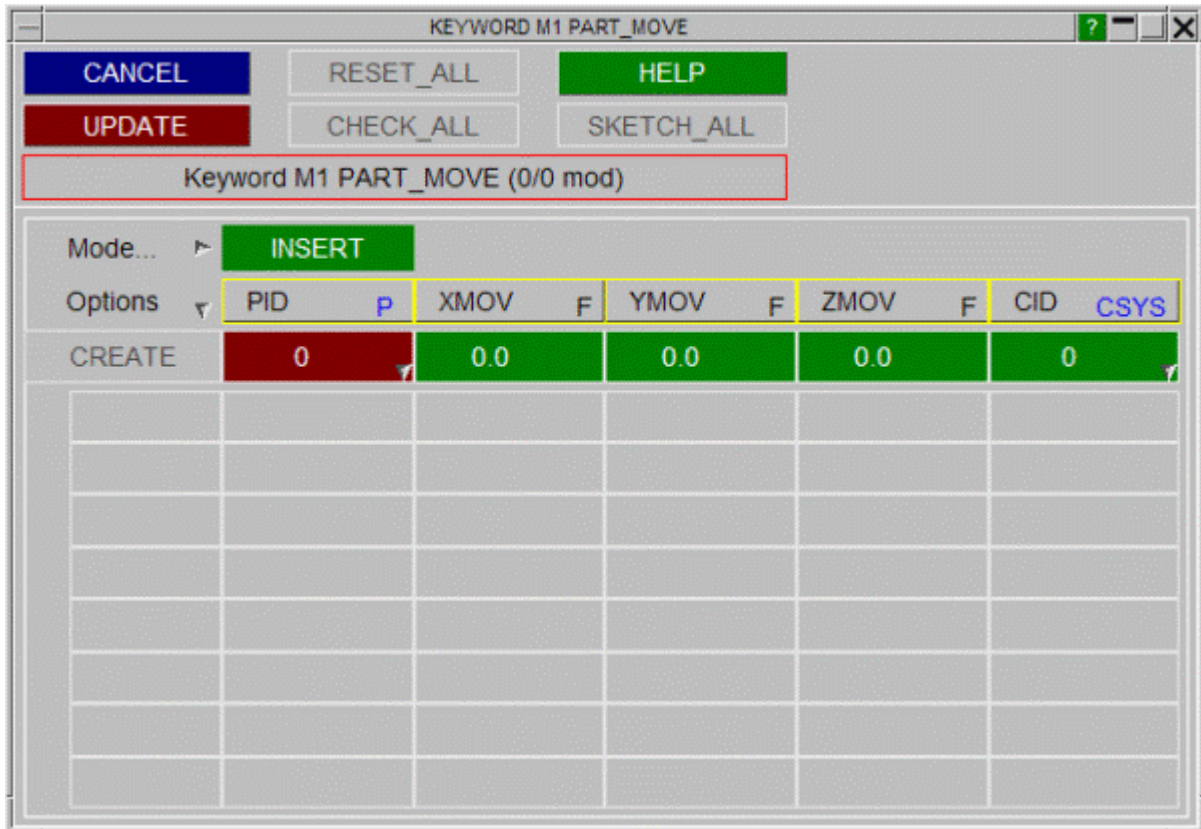 KEYWORD M1 PART_MOVE ?
CANCEL RESET_ALL HELP
UPDATE CHECK_ALL SKETCH_ALL
Keyword M1 PART_MOVE (0/0 mod)
Mode... INSERT
Options PID P XMOV F YMOV F ZMOV F CID CSYS
CREATE 0 0.0 0.0 0.0 0